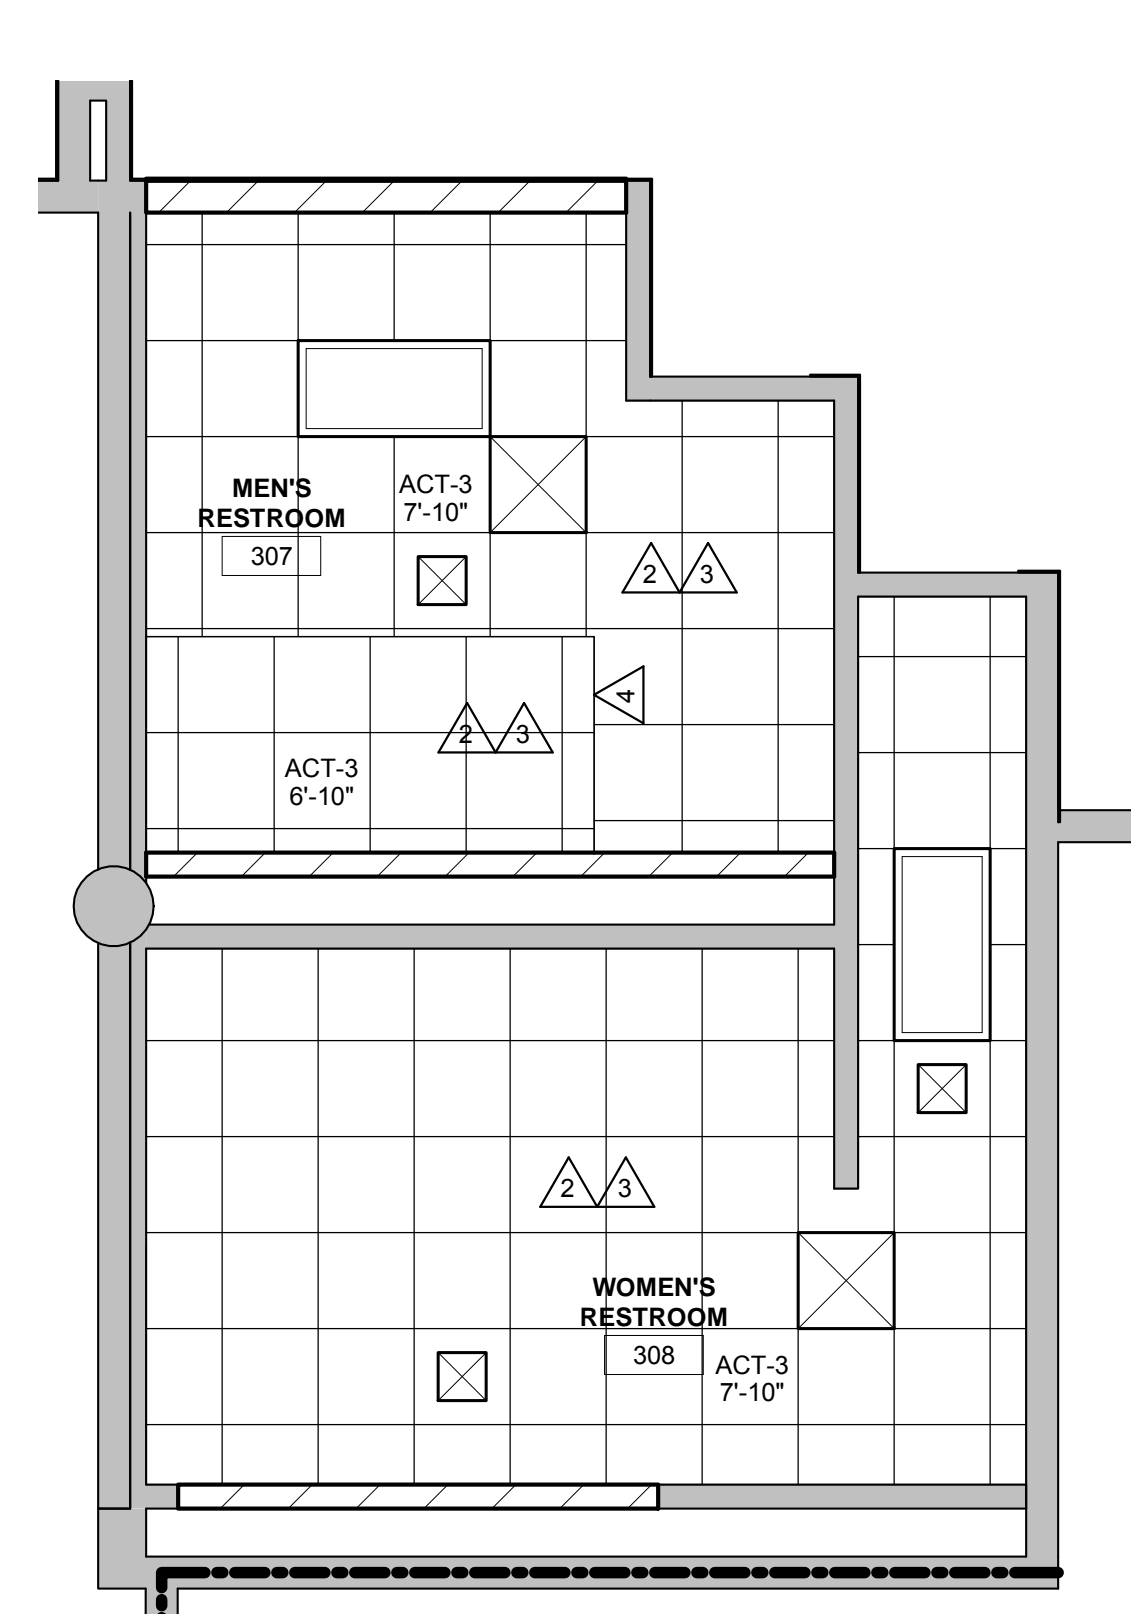 MEN'S
RESTROOM
307
ACT-3
7'-10"
2 3
4
2 3
ACT-3
6'-10"
2 3
WOMEN'S
RESTROOM
308
ACT-3
7'-10"